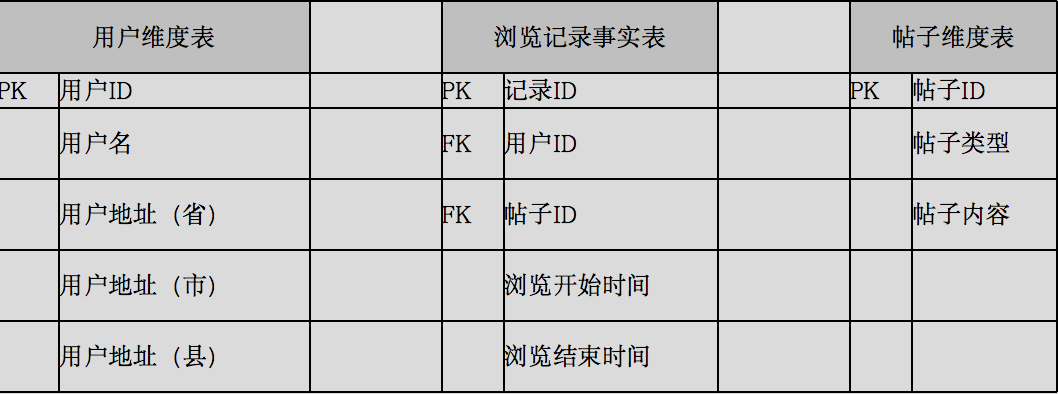 用户维度表 浏览记录事实表 帖子维度表
PK 用户ID PK 记录ID PK 帖子ID
用户名 FK 用户ID 帖子类型
用户地址（省） FK 帖子ID 帖子内容
用户地址（市） 浏览开始时间
用户地址（县） 浏览结束时间